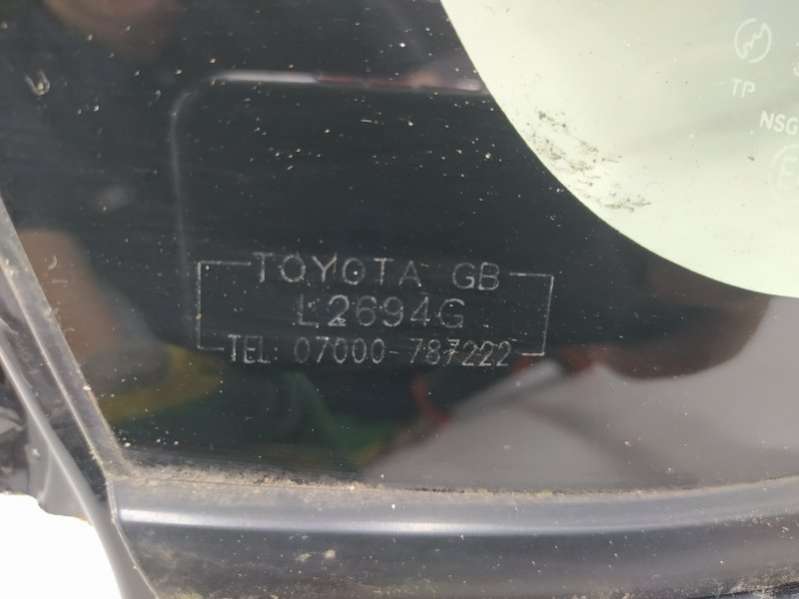 TP
NSG
TOYOTA GB
L2694G
TEL: 07000-787222